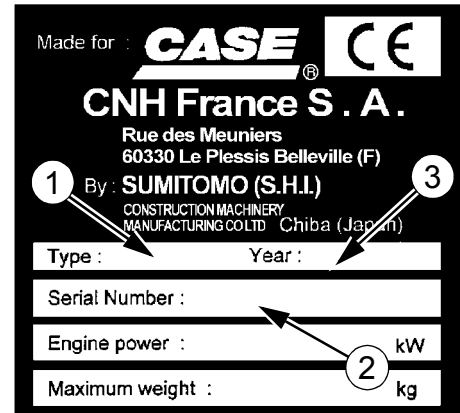 Made for : CASE ® CE
CNH France S . A .
Rue des Meuniers
60330 Le Plessis Belleville (F)
1 3
By : SUMITOMO (S.H.I.)
CONSTRUCTION MACHINERY
MANUFACTURING CO LTD Chiba (Japan)
Type : Year :
Serial Number :
Engine power : kW
2
Maximum weight : kg